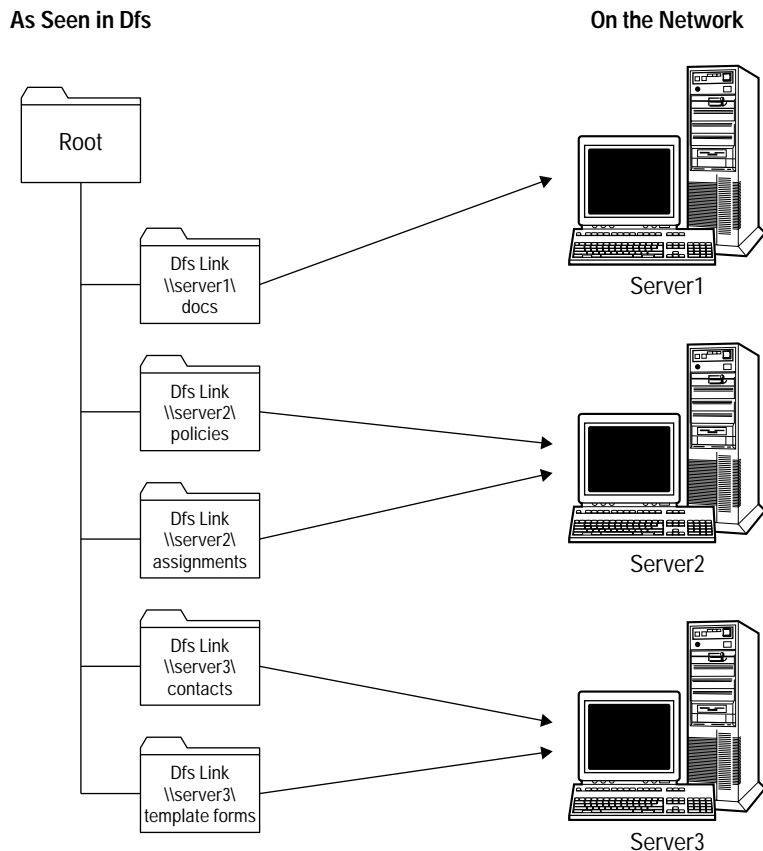 As Seen in Dfs
On the Network
Root
Dfs Link
\\server1\
docs
Server1
Dfs Link
\\server2\
policies
Dfs Link
\\server2\
assignments
Server2
Dfs Link
\\server3\
contacts
Dfs Link
\\server3\
template forms
Server3